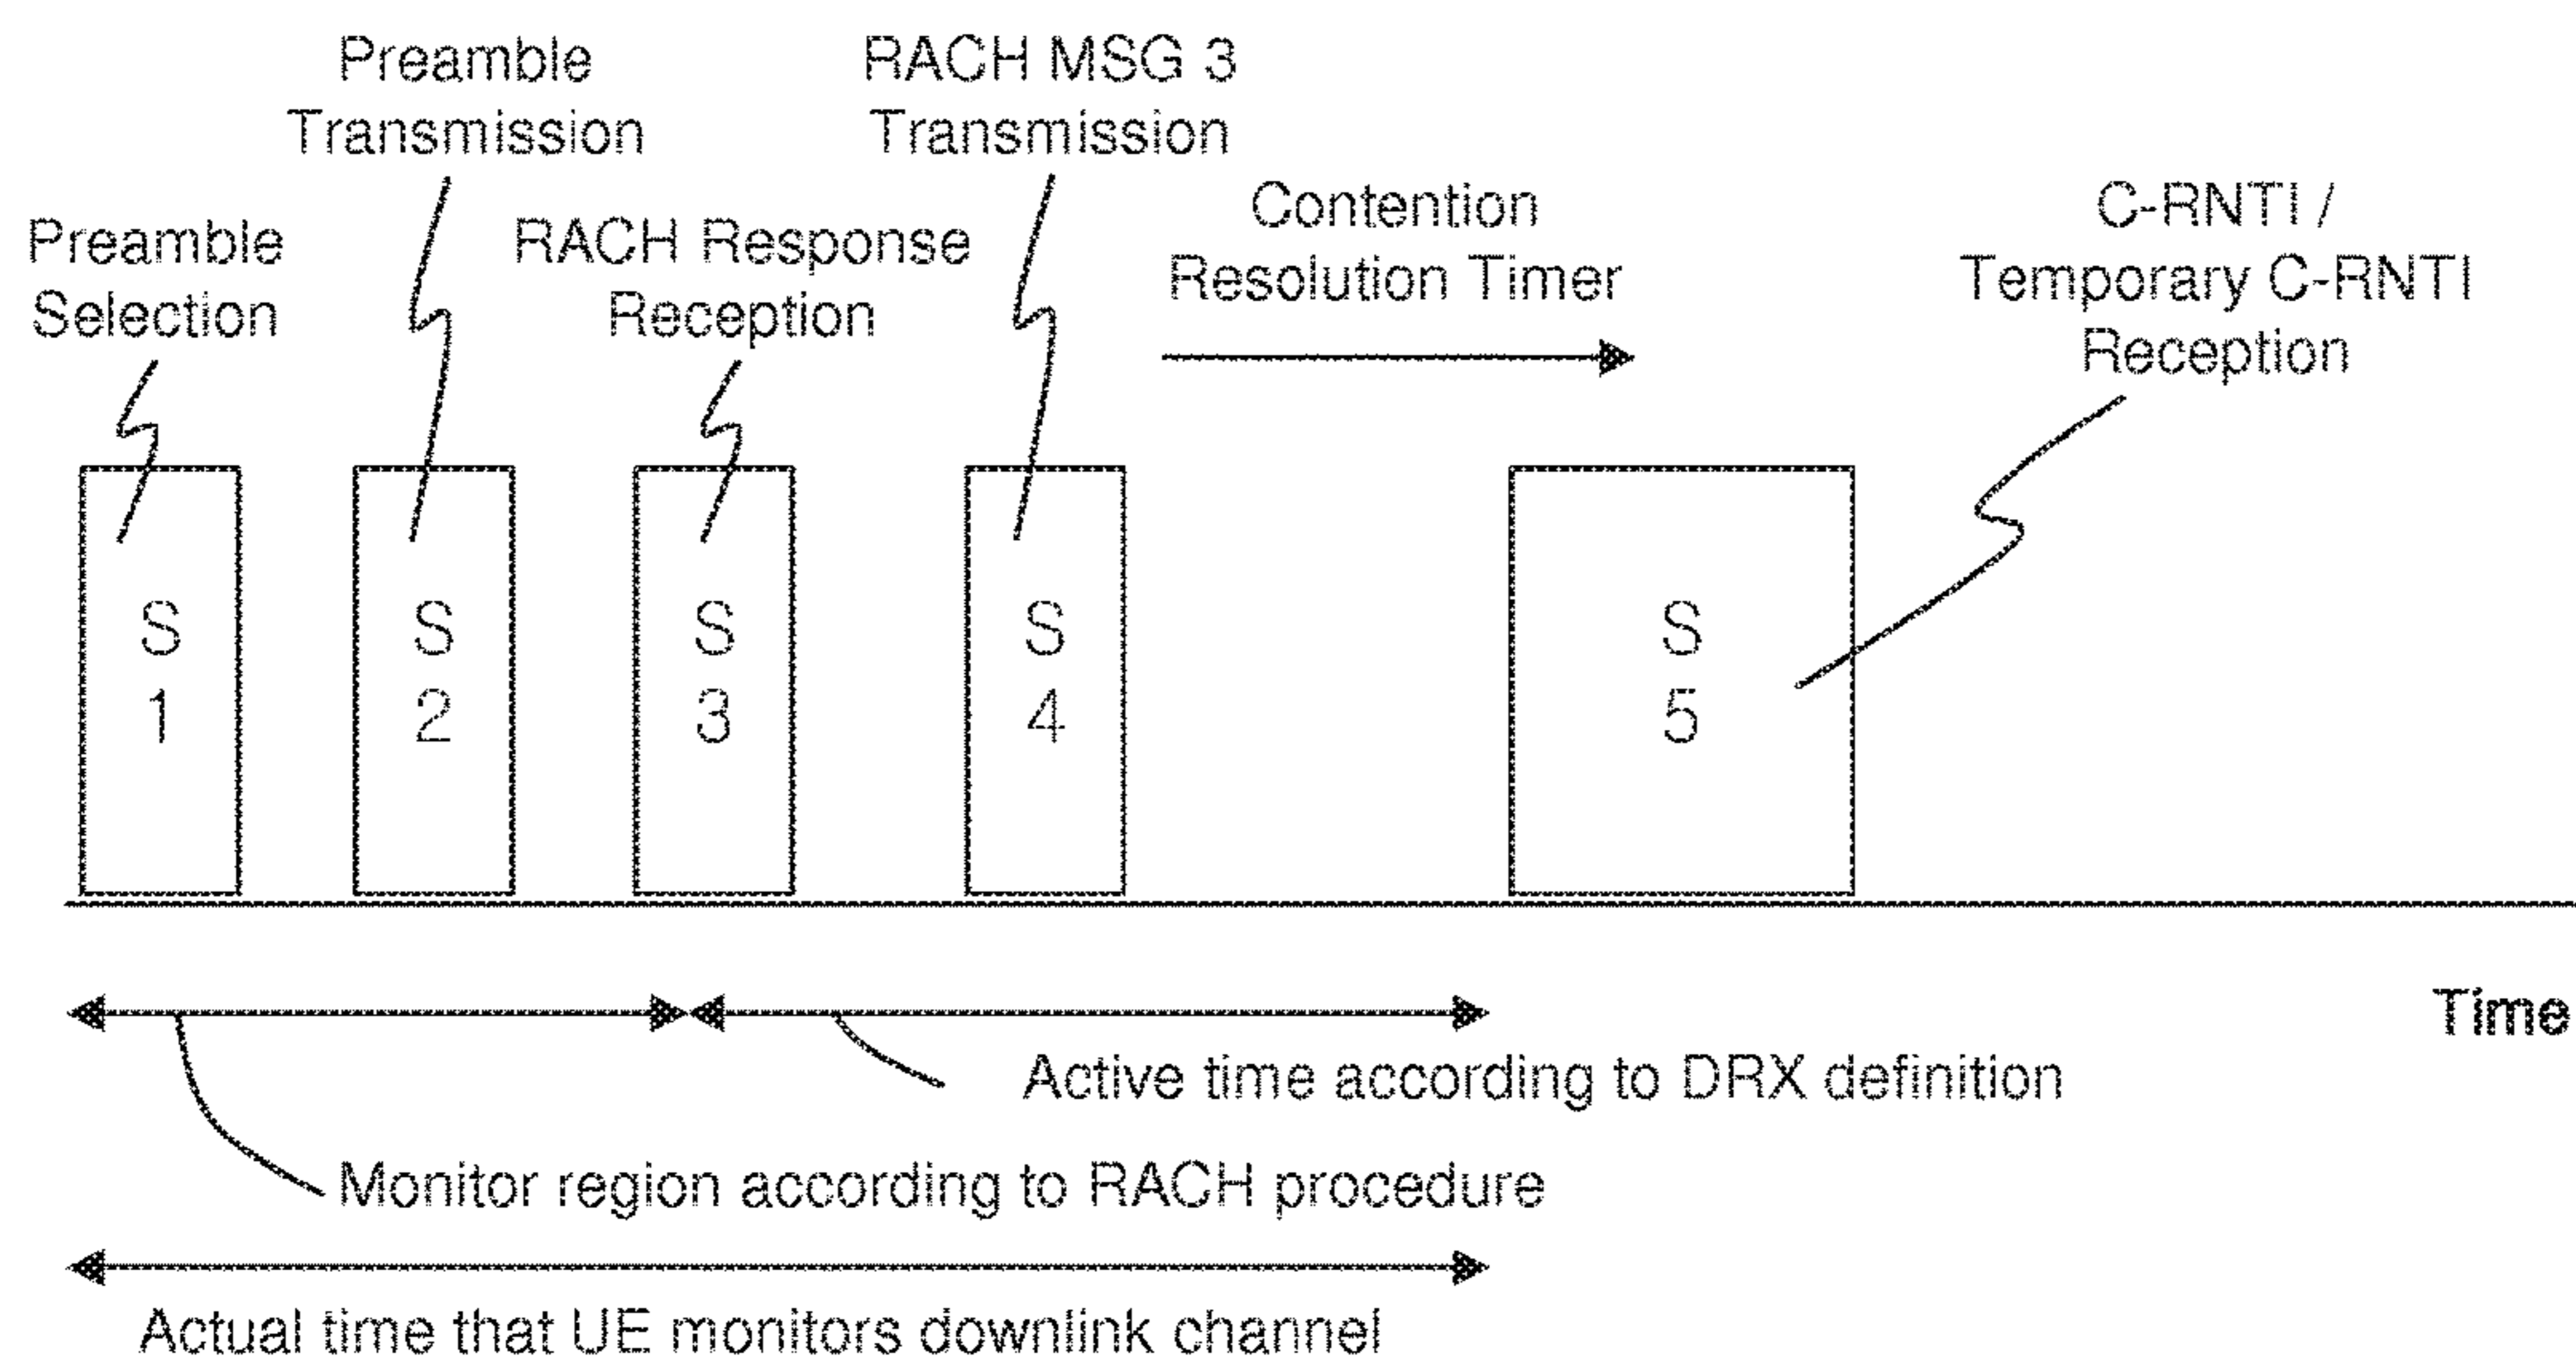 Preamble
Transmission
RACH MSG 3
Transmission
Preamble
Selection
RACH Response
Reception
Contention
Resolution Timer
C-RNTI /
Temporary C-RNTI
Reception
S
1
S
2
S
3
S
4
S
5
Time
Active time according to DRX definition
Monitor region according to RACH procedure
Actual time that UE monitors downlink channel